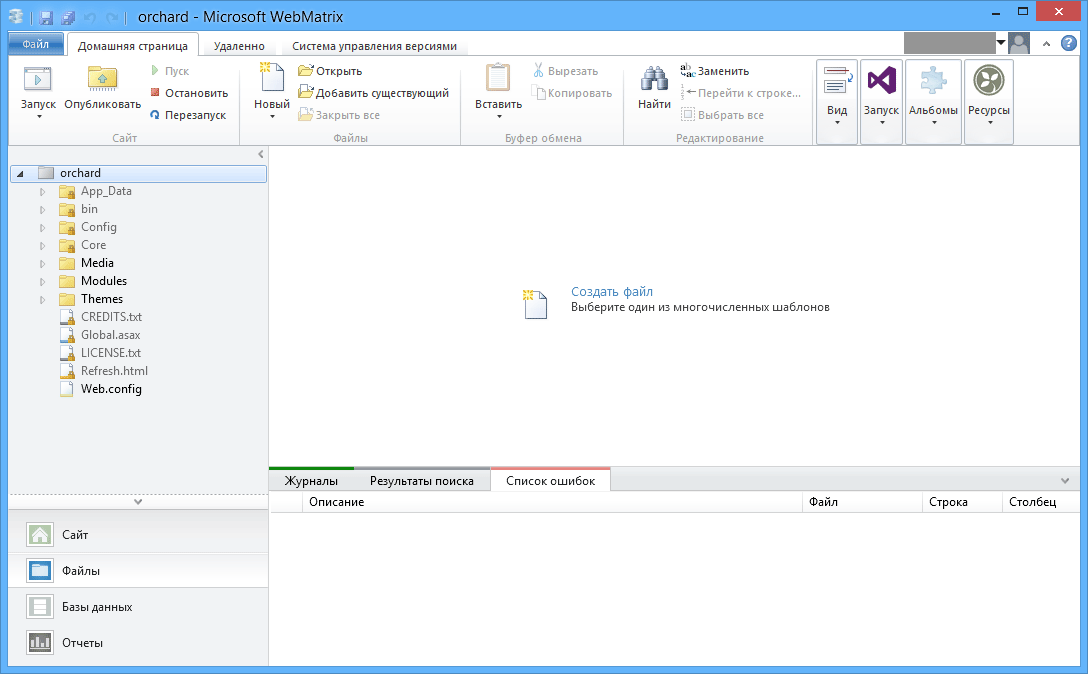 orchard - Microsoft WebMatrix
Файл
Домашняя страница
Удаленно
Система управления версиями
Запуск
Опубликовать
Пуск
Остановить
Перезапуск
Сайт
Новый
Открыть
Добавить существующий
Закрыть все
Файлы
Вставить
Вырезать
Копировать
Буфер обмена
Найти
Заменить
Перейти к строке...
Выбрать все
Редактирование
Вид
Запуск
Альбомы
Ресурсы
orchard
App_Data
bin
Config
Core
Media
Modules
Themes
CREDITS.txt
Global.asax
LICENSE.txt
Refresh.html
Web.config
Создать файл
Выберите один из многочисленных шаблонов
Журналы
Результаты поиска
Список ошибок
Описание
Файл
Строка
Столбец
Сайт
Файлы
Базы данных
Отчеты